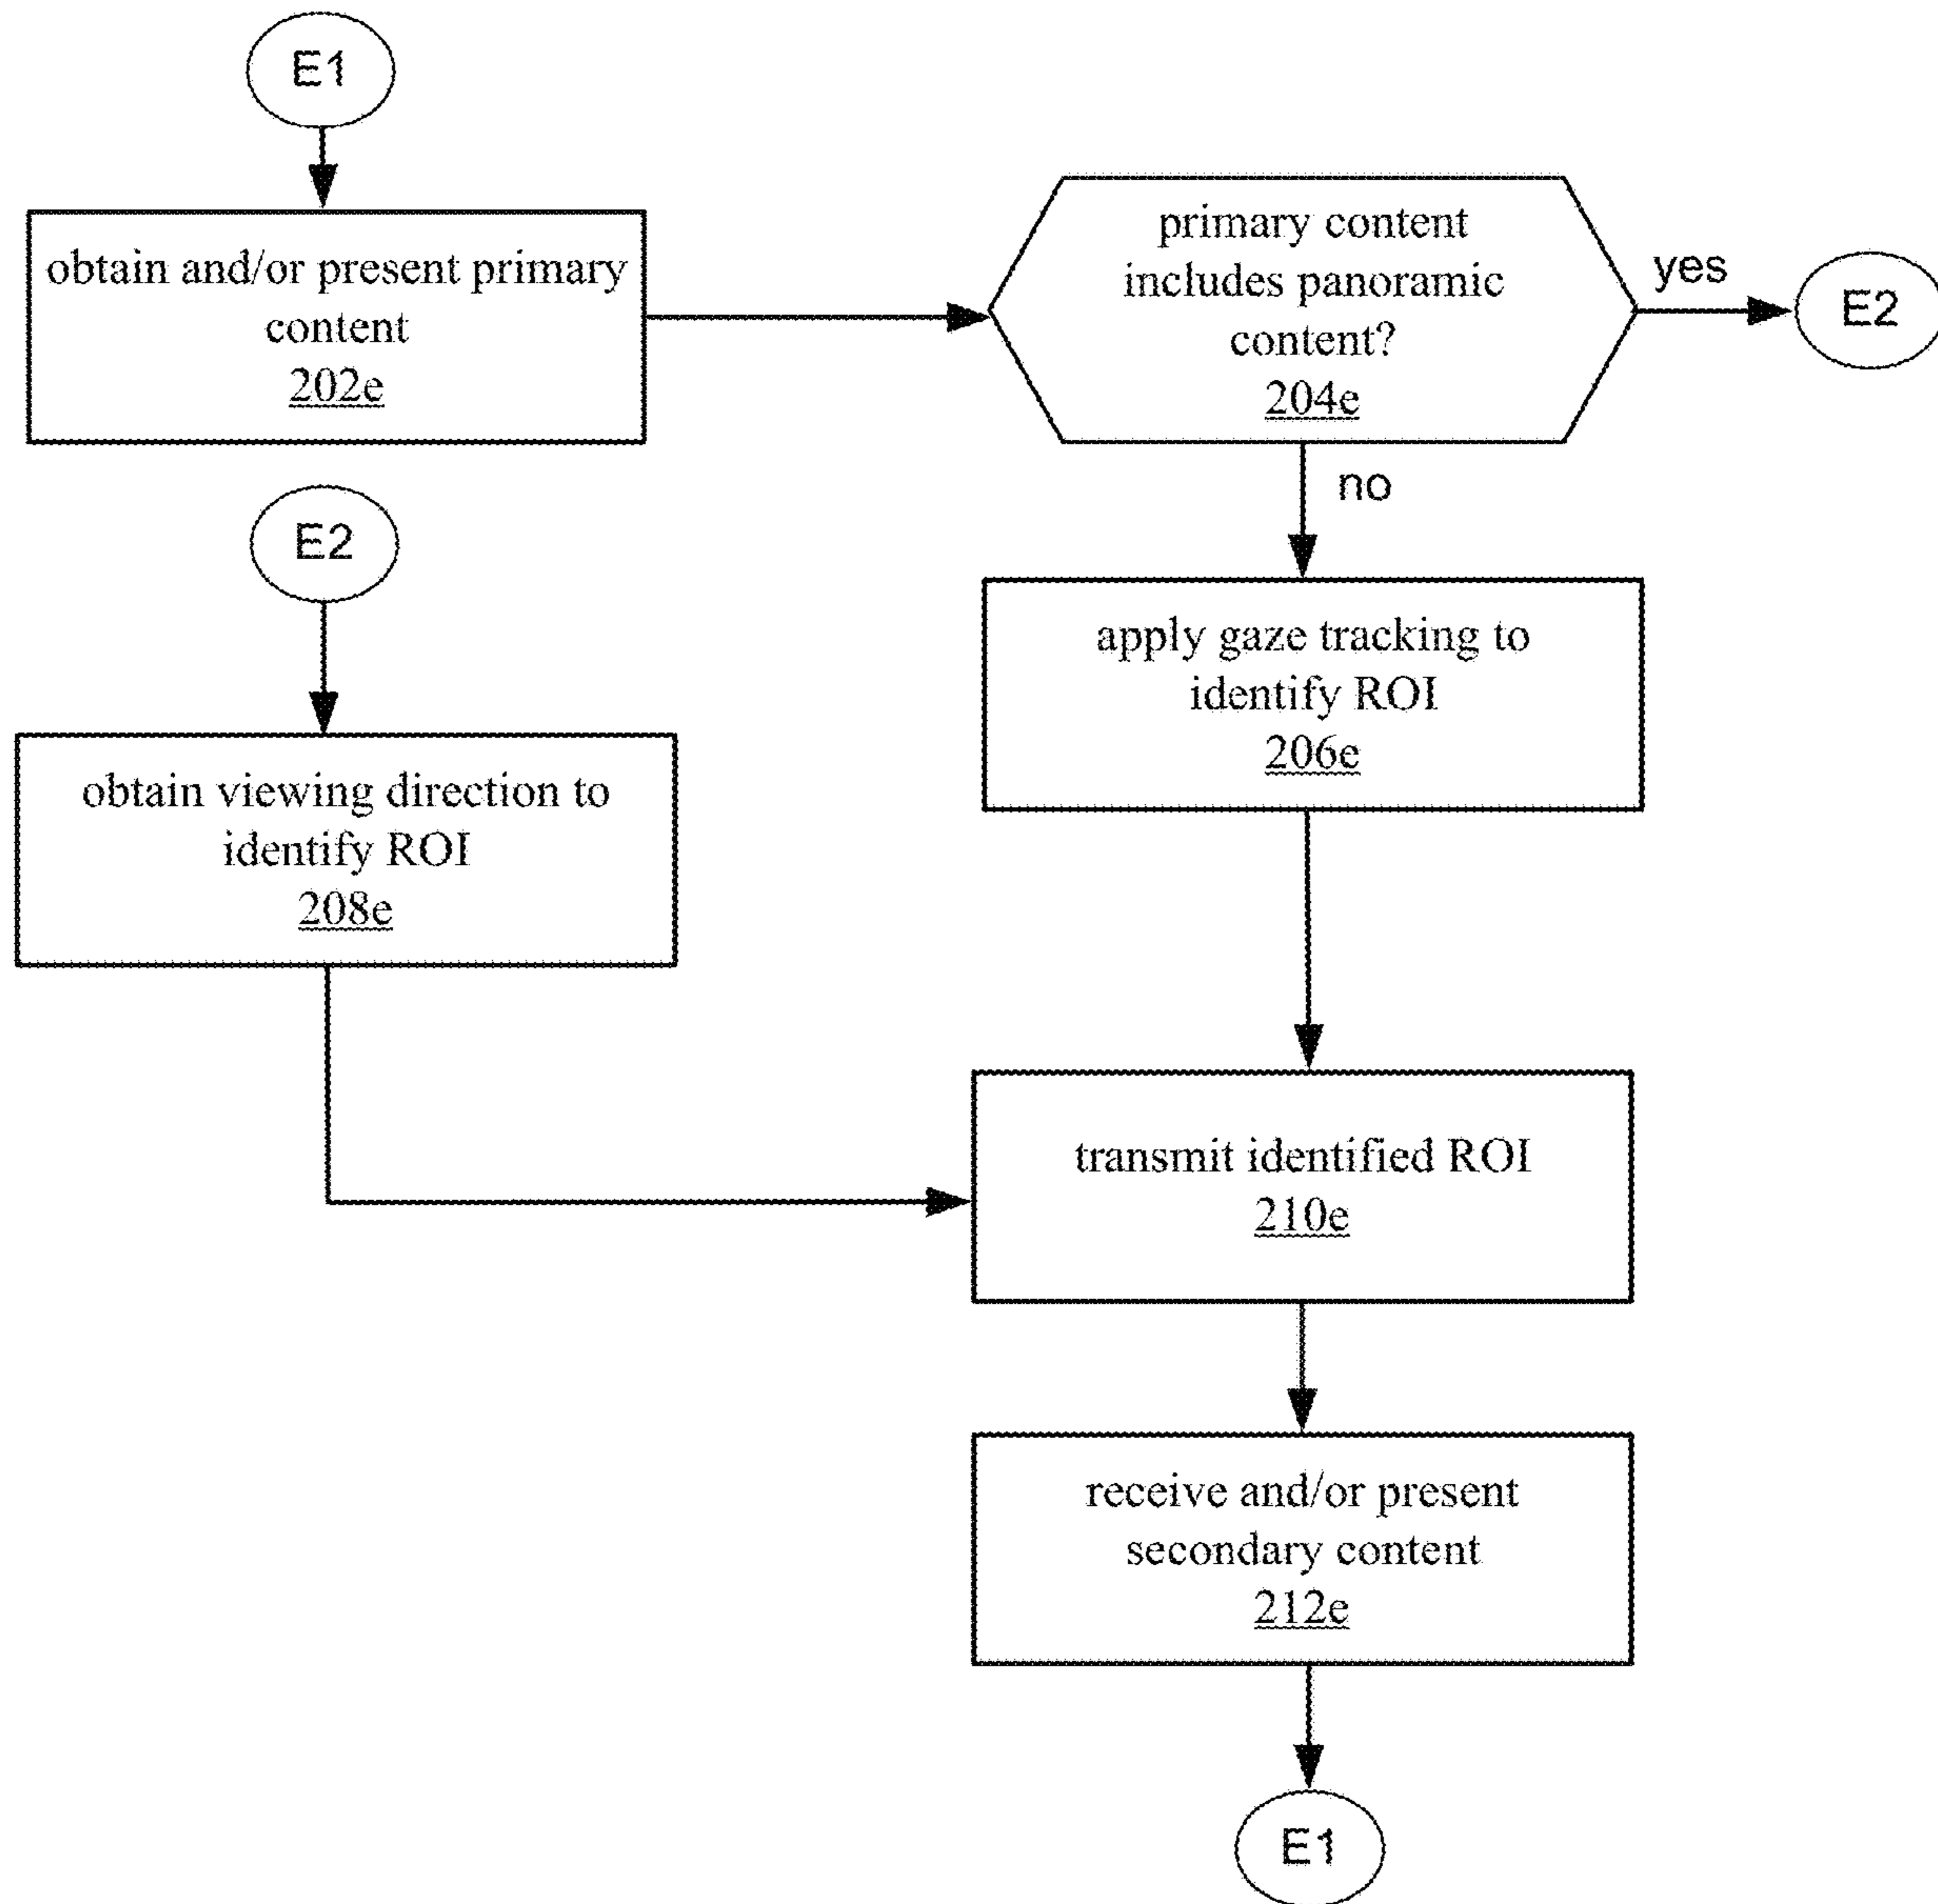 E1
obtain and/or present primary
content
202e
primary content
includes panoramic
content?
204e
yes
E2
no
E2
apply gaze tracking to
identify ROI
206e
obtain viewing direction to
identify ROI
208e
transmit identified ROI
210e
receive and/or present
secondary content
212e
E1